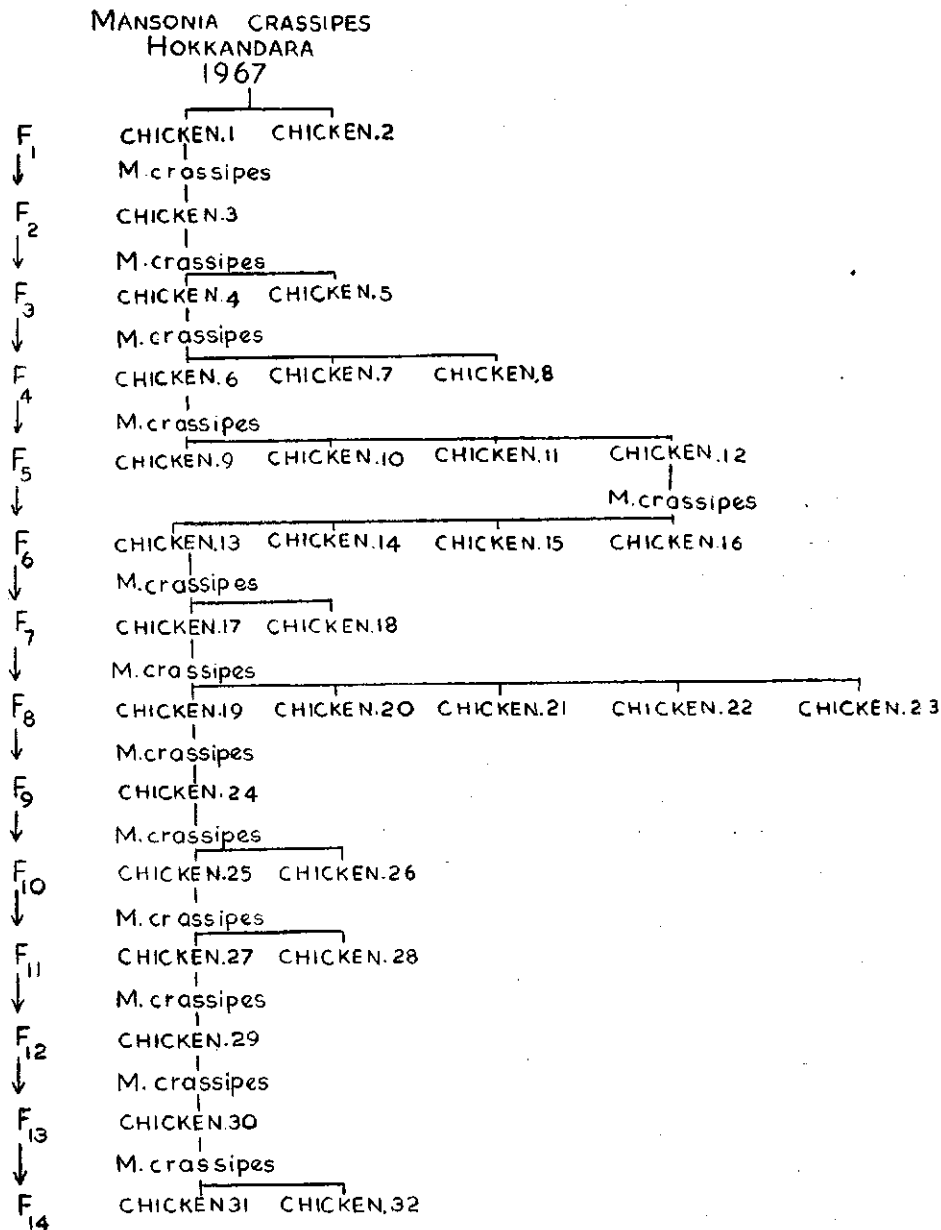 MANSONIA CRASSIPES
HOKKANDARA
1967
F1 CHICKEN.1 CHICKEN.2
M.crassipes
F2 CHICKEN.3
M.crassipes
F3 CHICKEN.4 CHICKEN.5
M.crassipes
F4 CHICKEN.6 CHICKEN.7 CHICKEN.8
M.crassipes
F5 CHICKEN.9 CHICKEN.10 CHICKEN.11 CHICKEN.12
M.crassipes
F6 CHICKEN.13 CHICKEN.14 CHICKEN.15 CHICKEN.16
M.crassipes
F7 CHICKEN.17 CHICKEN.18
M.crassipes
F8 CHICKEN.19 CHICKEN.20 CHICKEN.21 CHICKEN.22 CHICKEN.23
M.crassipes
F9 CHICKEN.24
M.crassipes
F10 CHICKEN.25 CHICKEN.26
M.crassipes
F11 CHICKEN.27 CHICKEN.28
M.crassipes
F12 CHICKEN.29
M.crassipes
F13 CHICKEN.30
M.crassipes
F14 CHICKEN31 CHICKEN.32